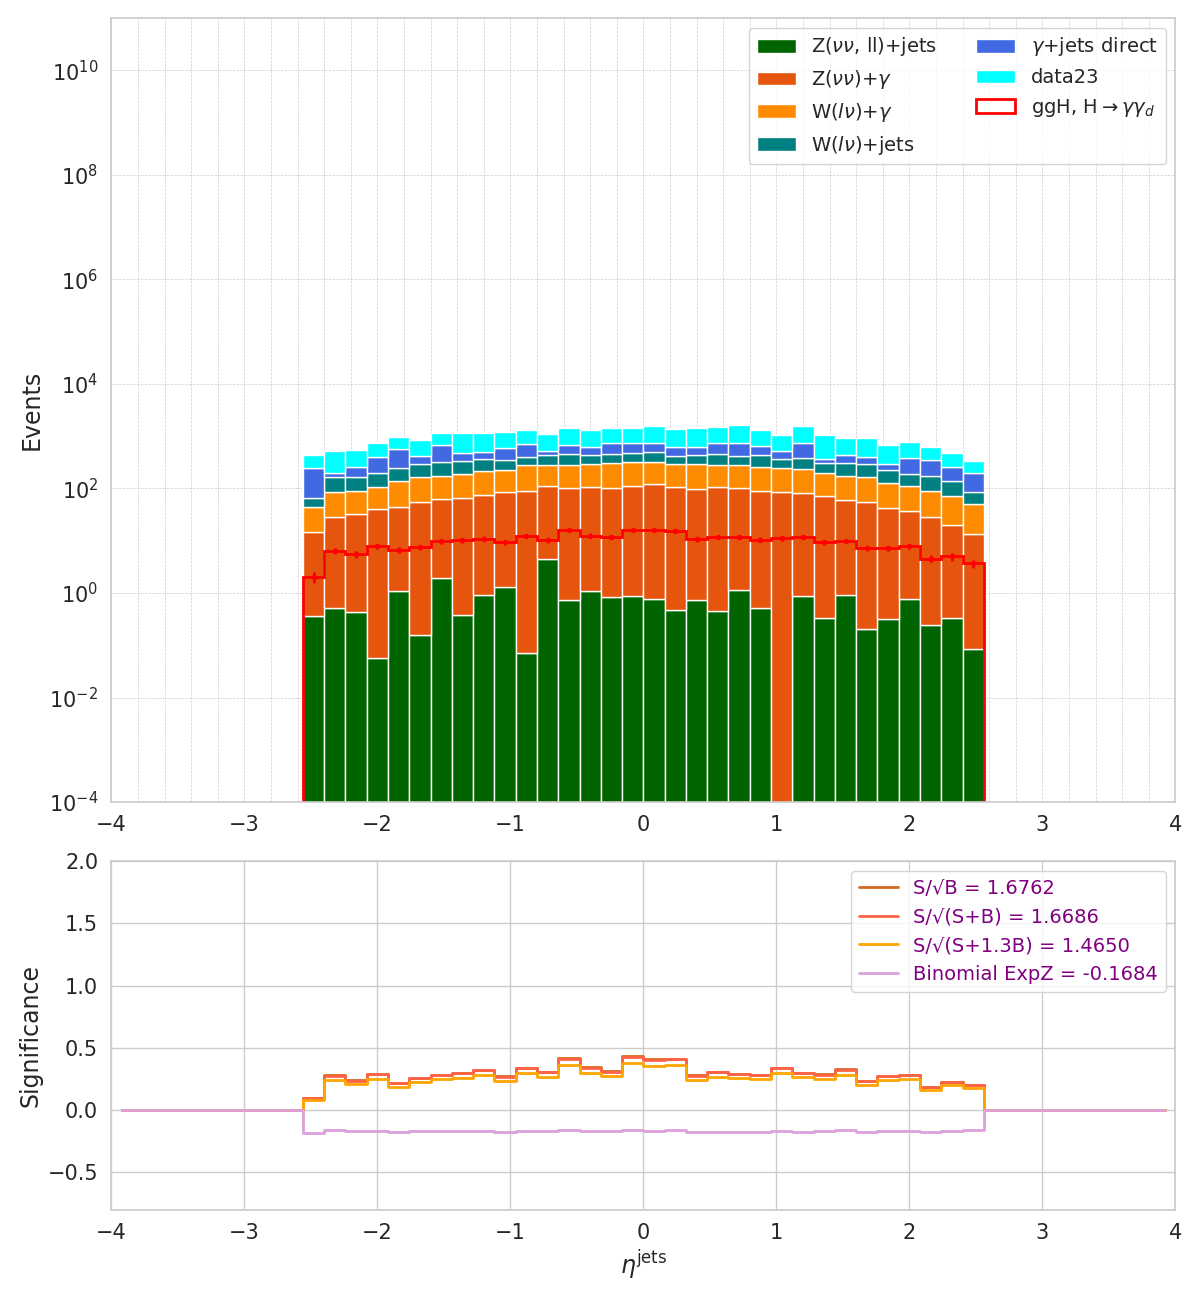 Events
10¹⁰
10⁸
10⁶
10⁴
10²
10⁰
10⁻²
10⁻⁴
Z(νν, ll)+jets
Z(νν)+γ
W(lν)+γ
W(lν)+jets
γ+jets direct
data23
ggH, H→γγ_d
−4 −3 −2 −1 0 1 2 3 4
Significance
2.0
1.5
1.0
0.5
0.0
−0.5
S/√B = 1.6762
S/√(S+B) = 1.6686
S/√(S+1.3B) = 1.4650
Binomial ExpZ = -0.1684
−4 −3 −2 −1 0 1 2 3 4
η^jets